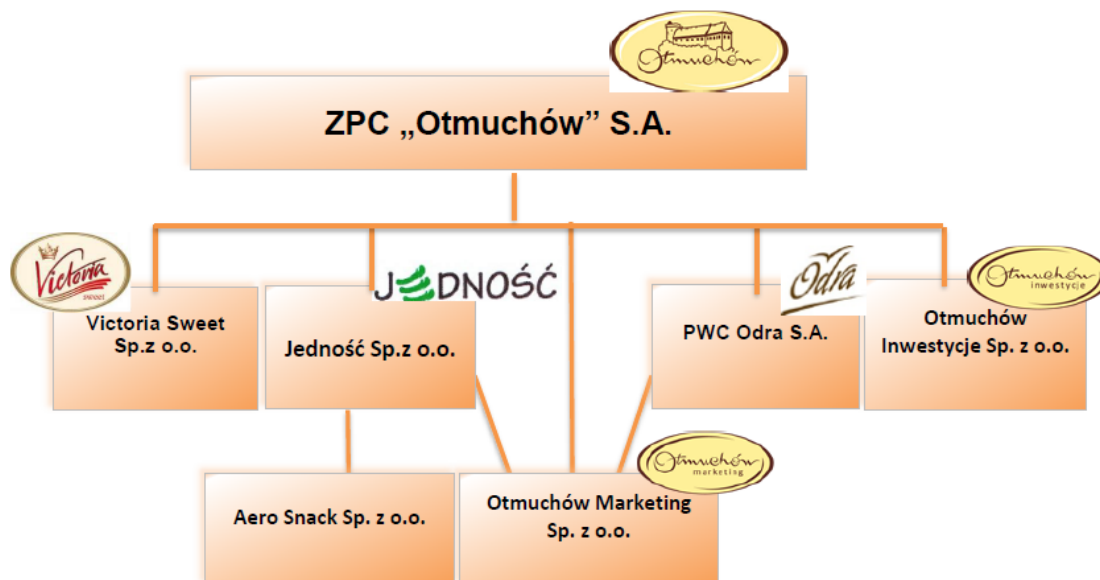 Otmuchów
ZPC „Otmuchów” S.A.
Victoria
sweet
JEDNOŚĆ
Odra
Otmuchów
inwestycje
Victoria Sweet
Sp.z o.o.
Jedność Sp.z o.o.
PWC Odra S.A.
Otmuchów
Inwestycje Sp. z o.o.
Otmuchów
marketing
Aero Snack Sp. z o.o.
Otmuchów Marketing
Sp. z o.o.